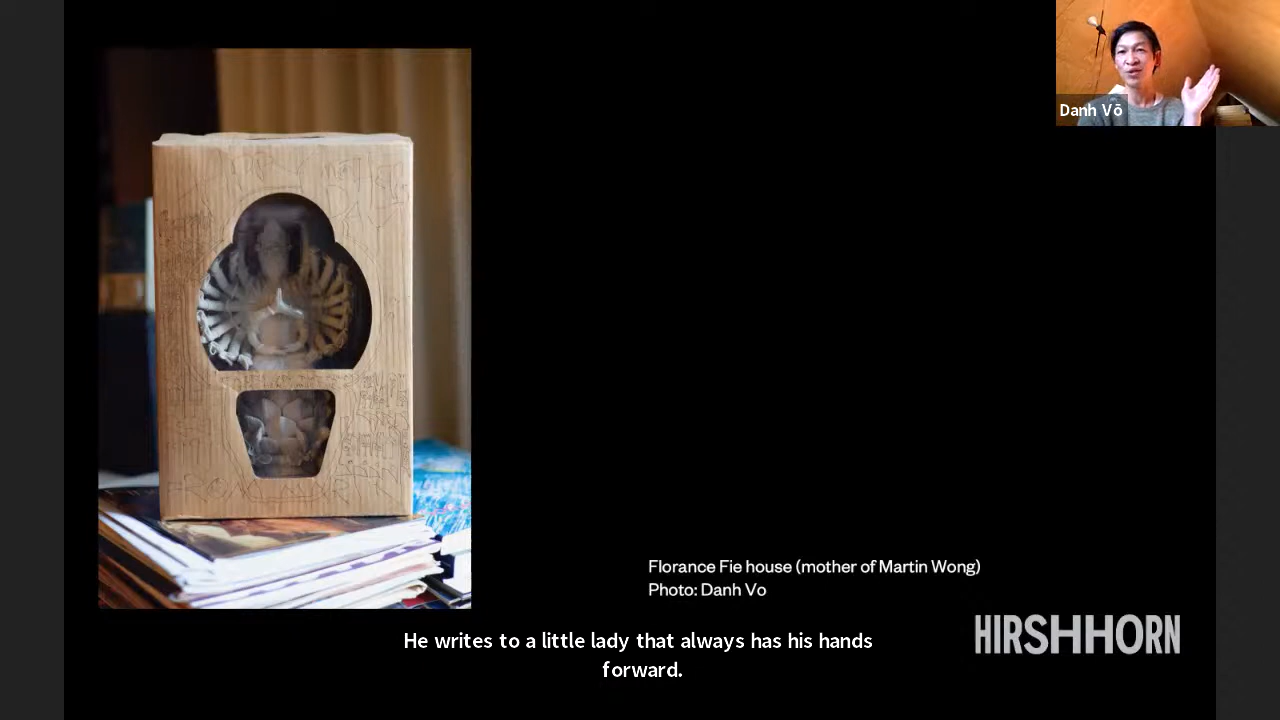 Danh Võ
Florance Fie house (mother of Martin Wong)
Photo: Danh Vo
HIRSHHORN
He writes to a little lady that always has his hands
forward.